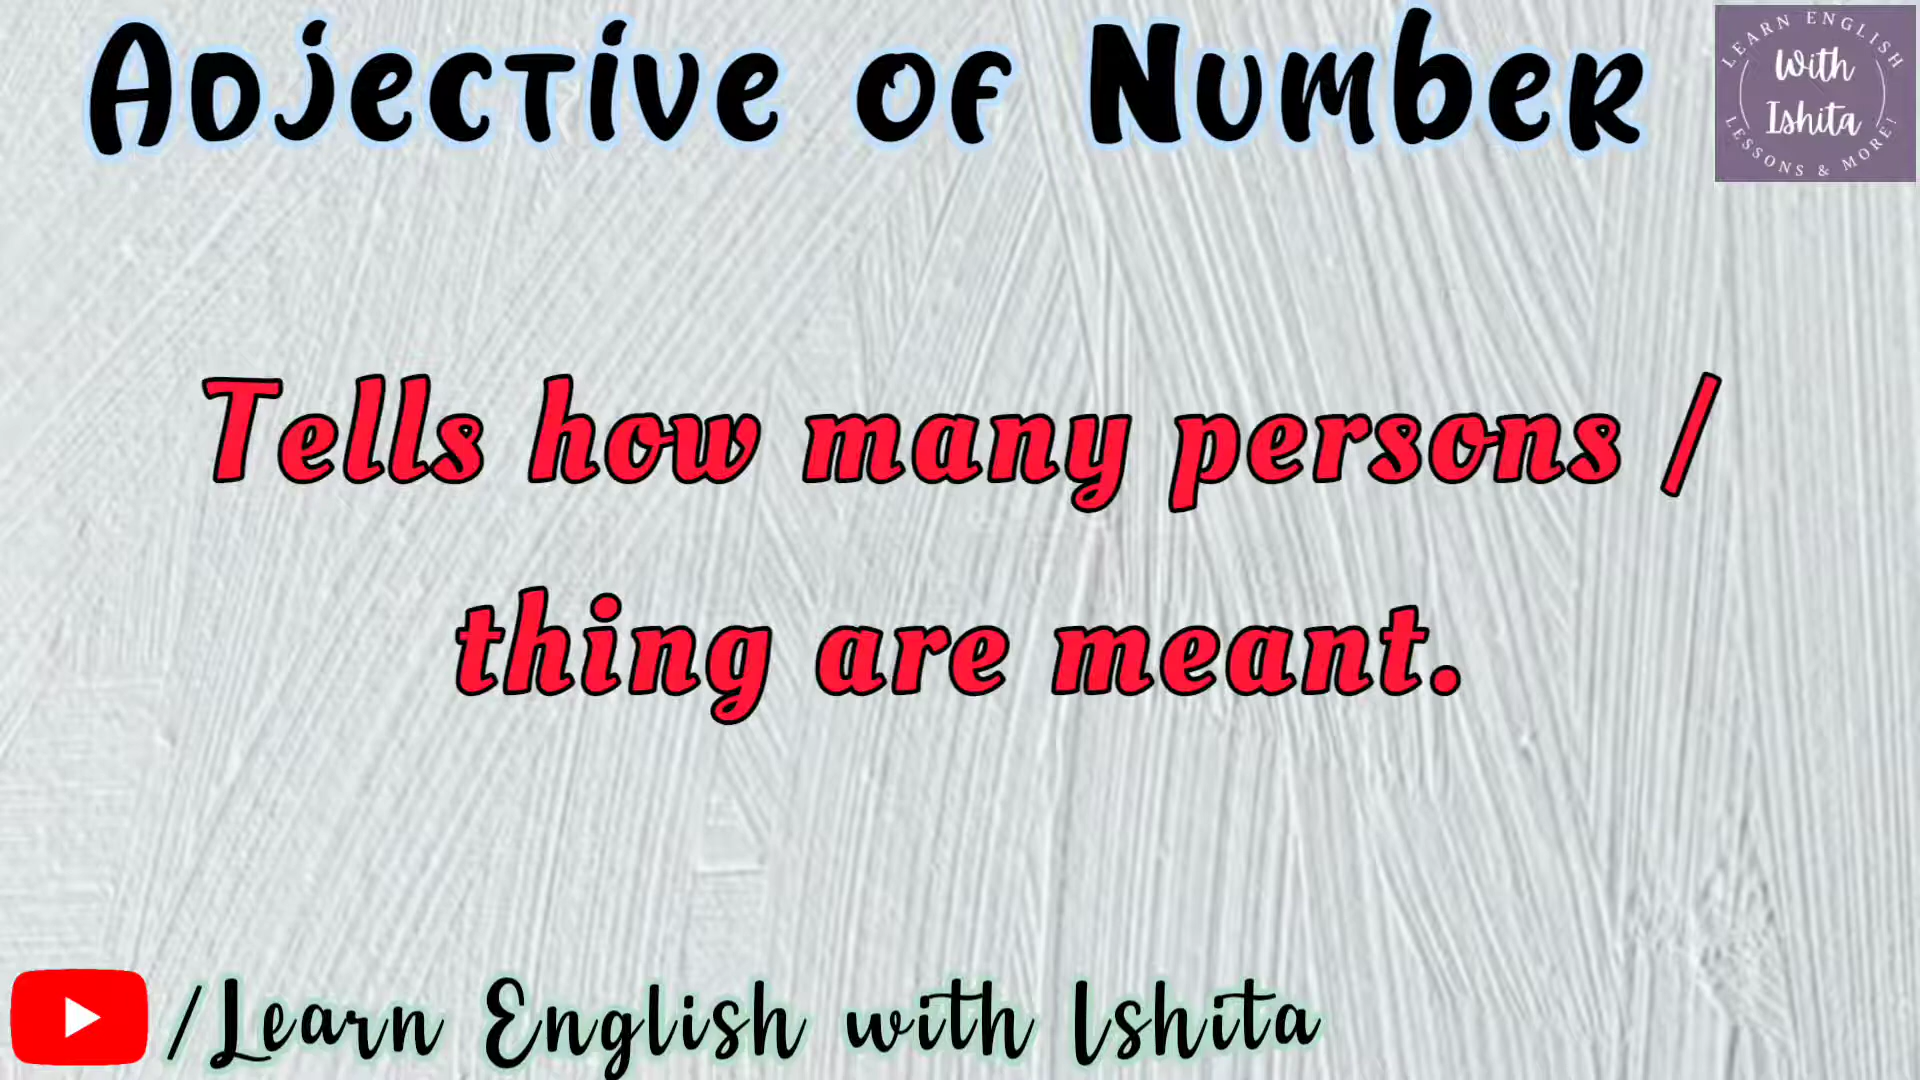 Adjective of Number
LEARN ENGLISH
With
Ishita
LESSONS & MORE!
Tells how many persons /
thing are meant.
/Learn English with Ishita